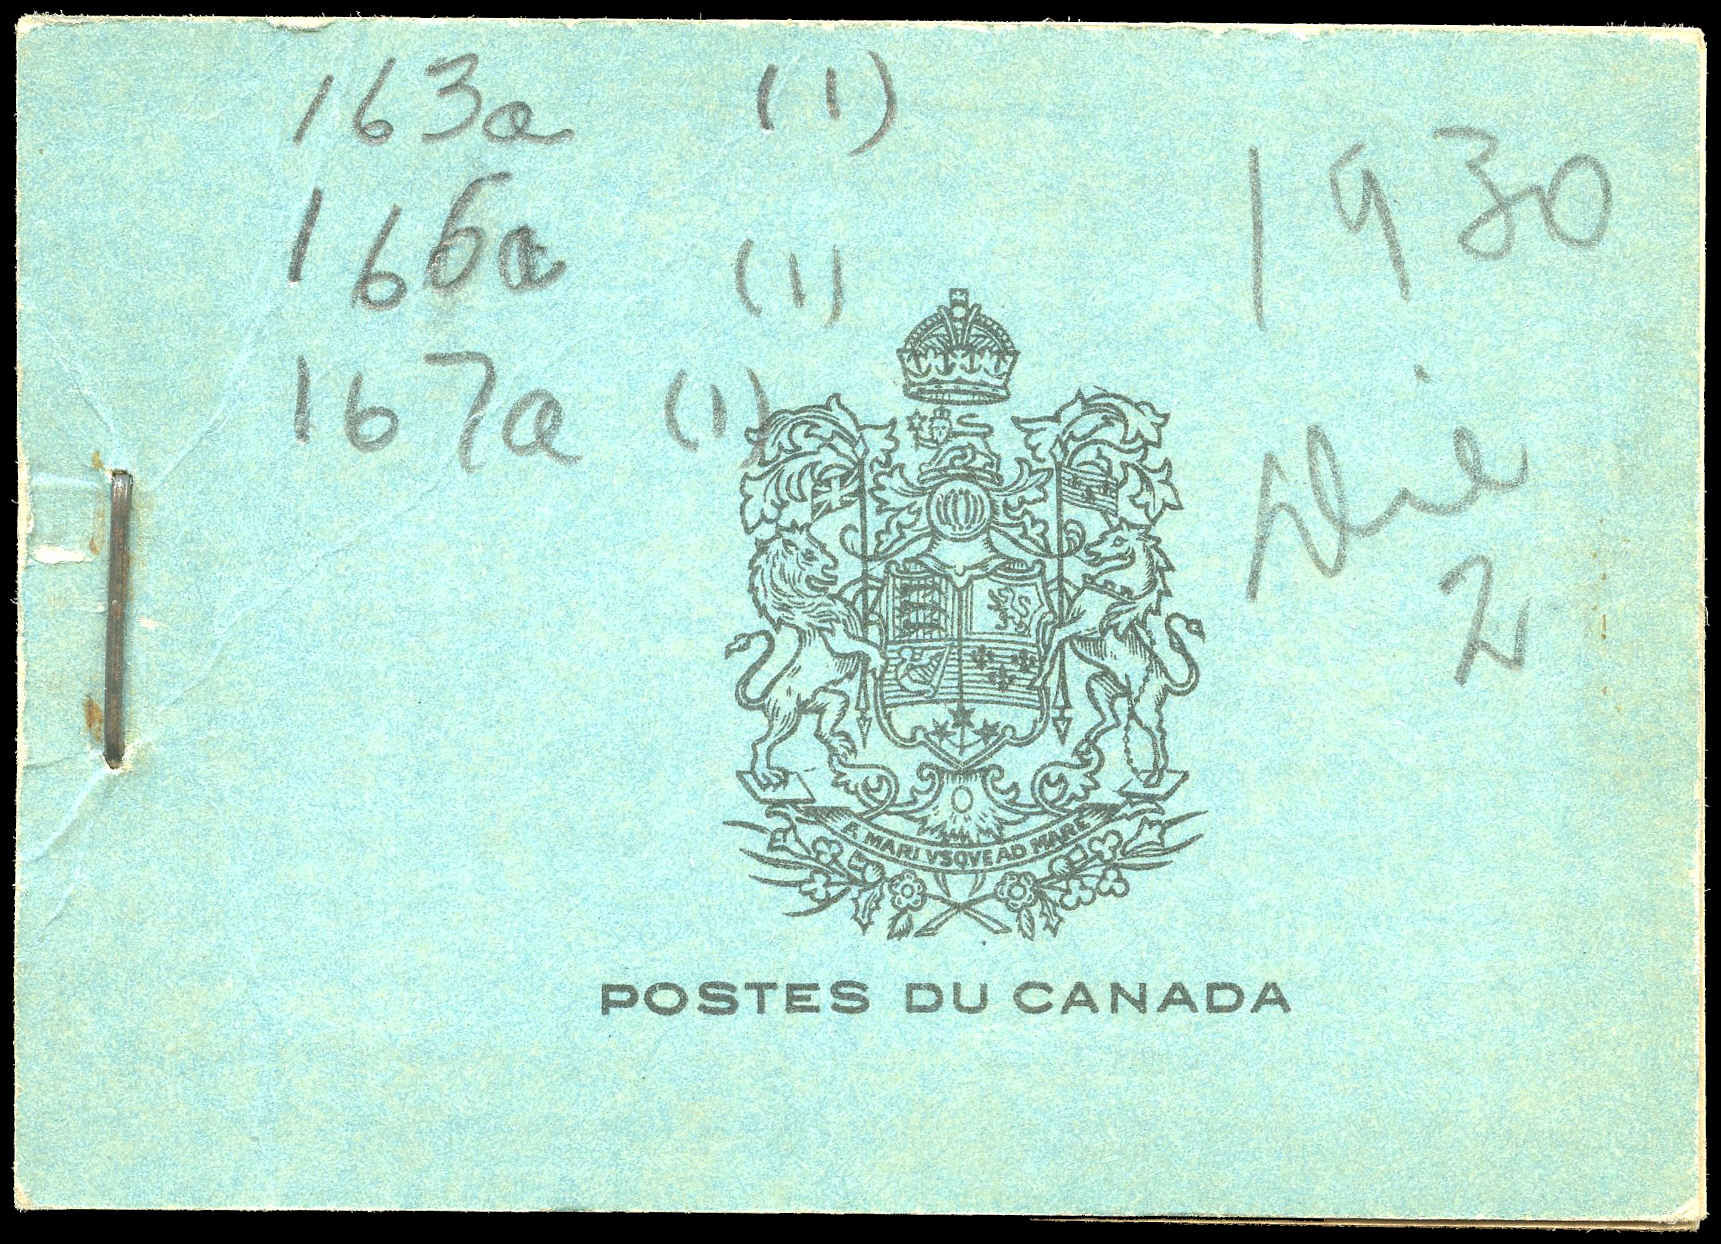 163a (1)
166a (1)
167a (1)
1930
Die
2
A MARI VSQVE AD MARE
POSTES DU CANADA